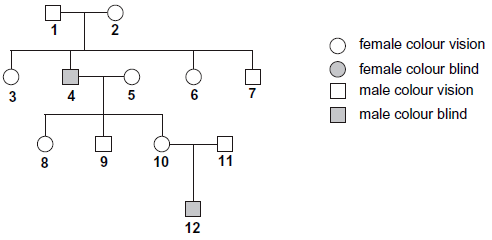 1 2
female colour vision
female colour blind
3 4 5 6 7
male colour vision
male colour blind
8 9 10 11
12